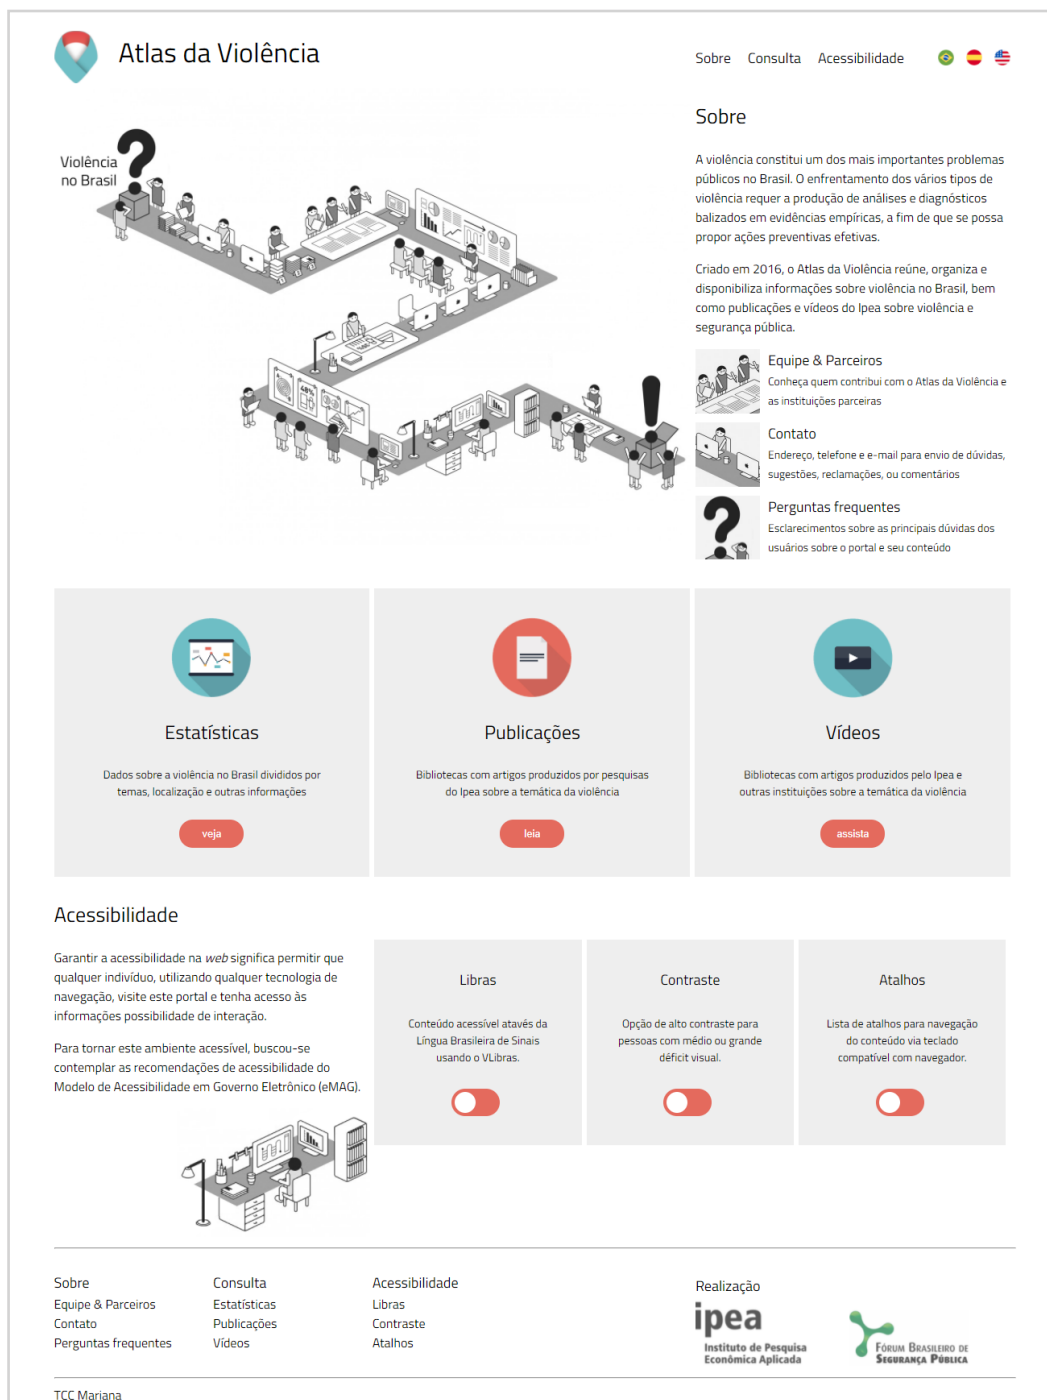 Atlas da Violência
Sobre Consulta Acessibilidade
Violência
no Brasil
Sobre
A violência constitui um dos mais importantes problemas
públicos no Brasil. O enfrentamento dos vários tipos de
violência requer a produção de análises e diagnósticos
balizados em evidências empíricas, a fim de que se possa
propor ações preventivas efetivas.
Criado em 2016, o Atlas da Violência reúne, organiza e
disponibiliza informações sobre violência no Brasil, bem
como publicações e vídeos do Ipea sobre violência e
segurança pública.
Equipe & Parceiros
Conheça quem contribui com o Atlas da Violência e
as instituições parceiras
Contato
Endereço, telefone e e-mail para envio de dúvidas,
sugestões, reclamações, ou comentários
Perguntas frequentes
Esclarecimentos sobre as principais dúvidas dos
usuários sobre o portal e seu conteúdo
Estatísticas
Dados sobre a violência no Brasil divididos por
temas, localização e outras informações
veja
Publicações
Bibliotecas com artigos produzidos por pesquisas
do Ipea sobre a temática da violência
leia
Vídeos
Bibliotecas com artigos produzidos pelo Ipea e
outras instituições sobre a temática da violência
assista
Acessibilidade
Garantir a acessibilidade na web significa permitir que
qualquer indivíduo, utilizando qualquer tecnologia de
navegação, visite este portal e tenha acesso às
informações possibilidade de interação.
Para tornar este ambiente acessível, buscou-se
contemplar as recomendações de acessibilidade do
Modelo de Acessibilidade em Governo Eletrônico (eMAG).
Libras
Conteúdo acessível atavés da
Língua Brasileira de Sinais
usando o VLibras.
Contraste
Opção de alto contraste para
pessoas com médio ou grande
déficit visual.
Atalhos
Lista de atalhos para navegação
do conteúdo via teclado
compatível com navegador.
Sobre
Equipe & Parceiros
Contato
Perguntas frequentes
Consulta
Estatísticas
Publicações
Vídeos
Acessibilidade
Libras
Contraste
Atalhos
Realização
ipea
Instituto de Pesquisa
Econômica Aplicada
Fórum Brasileiro de
Segurança Pública
TCC Mariana